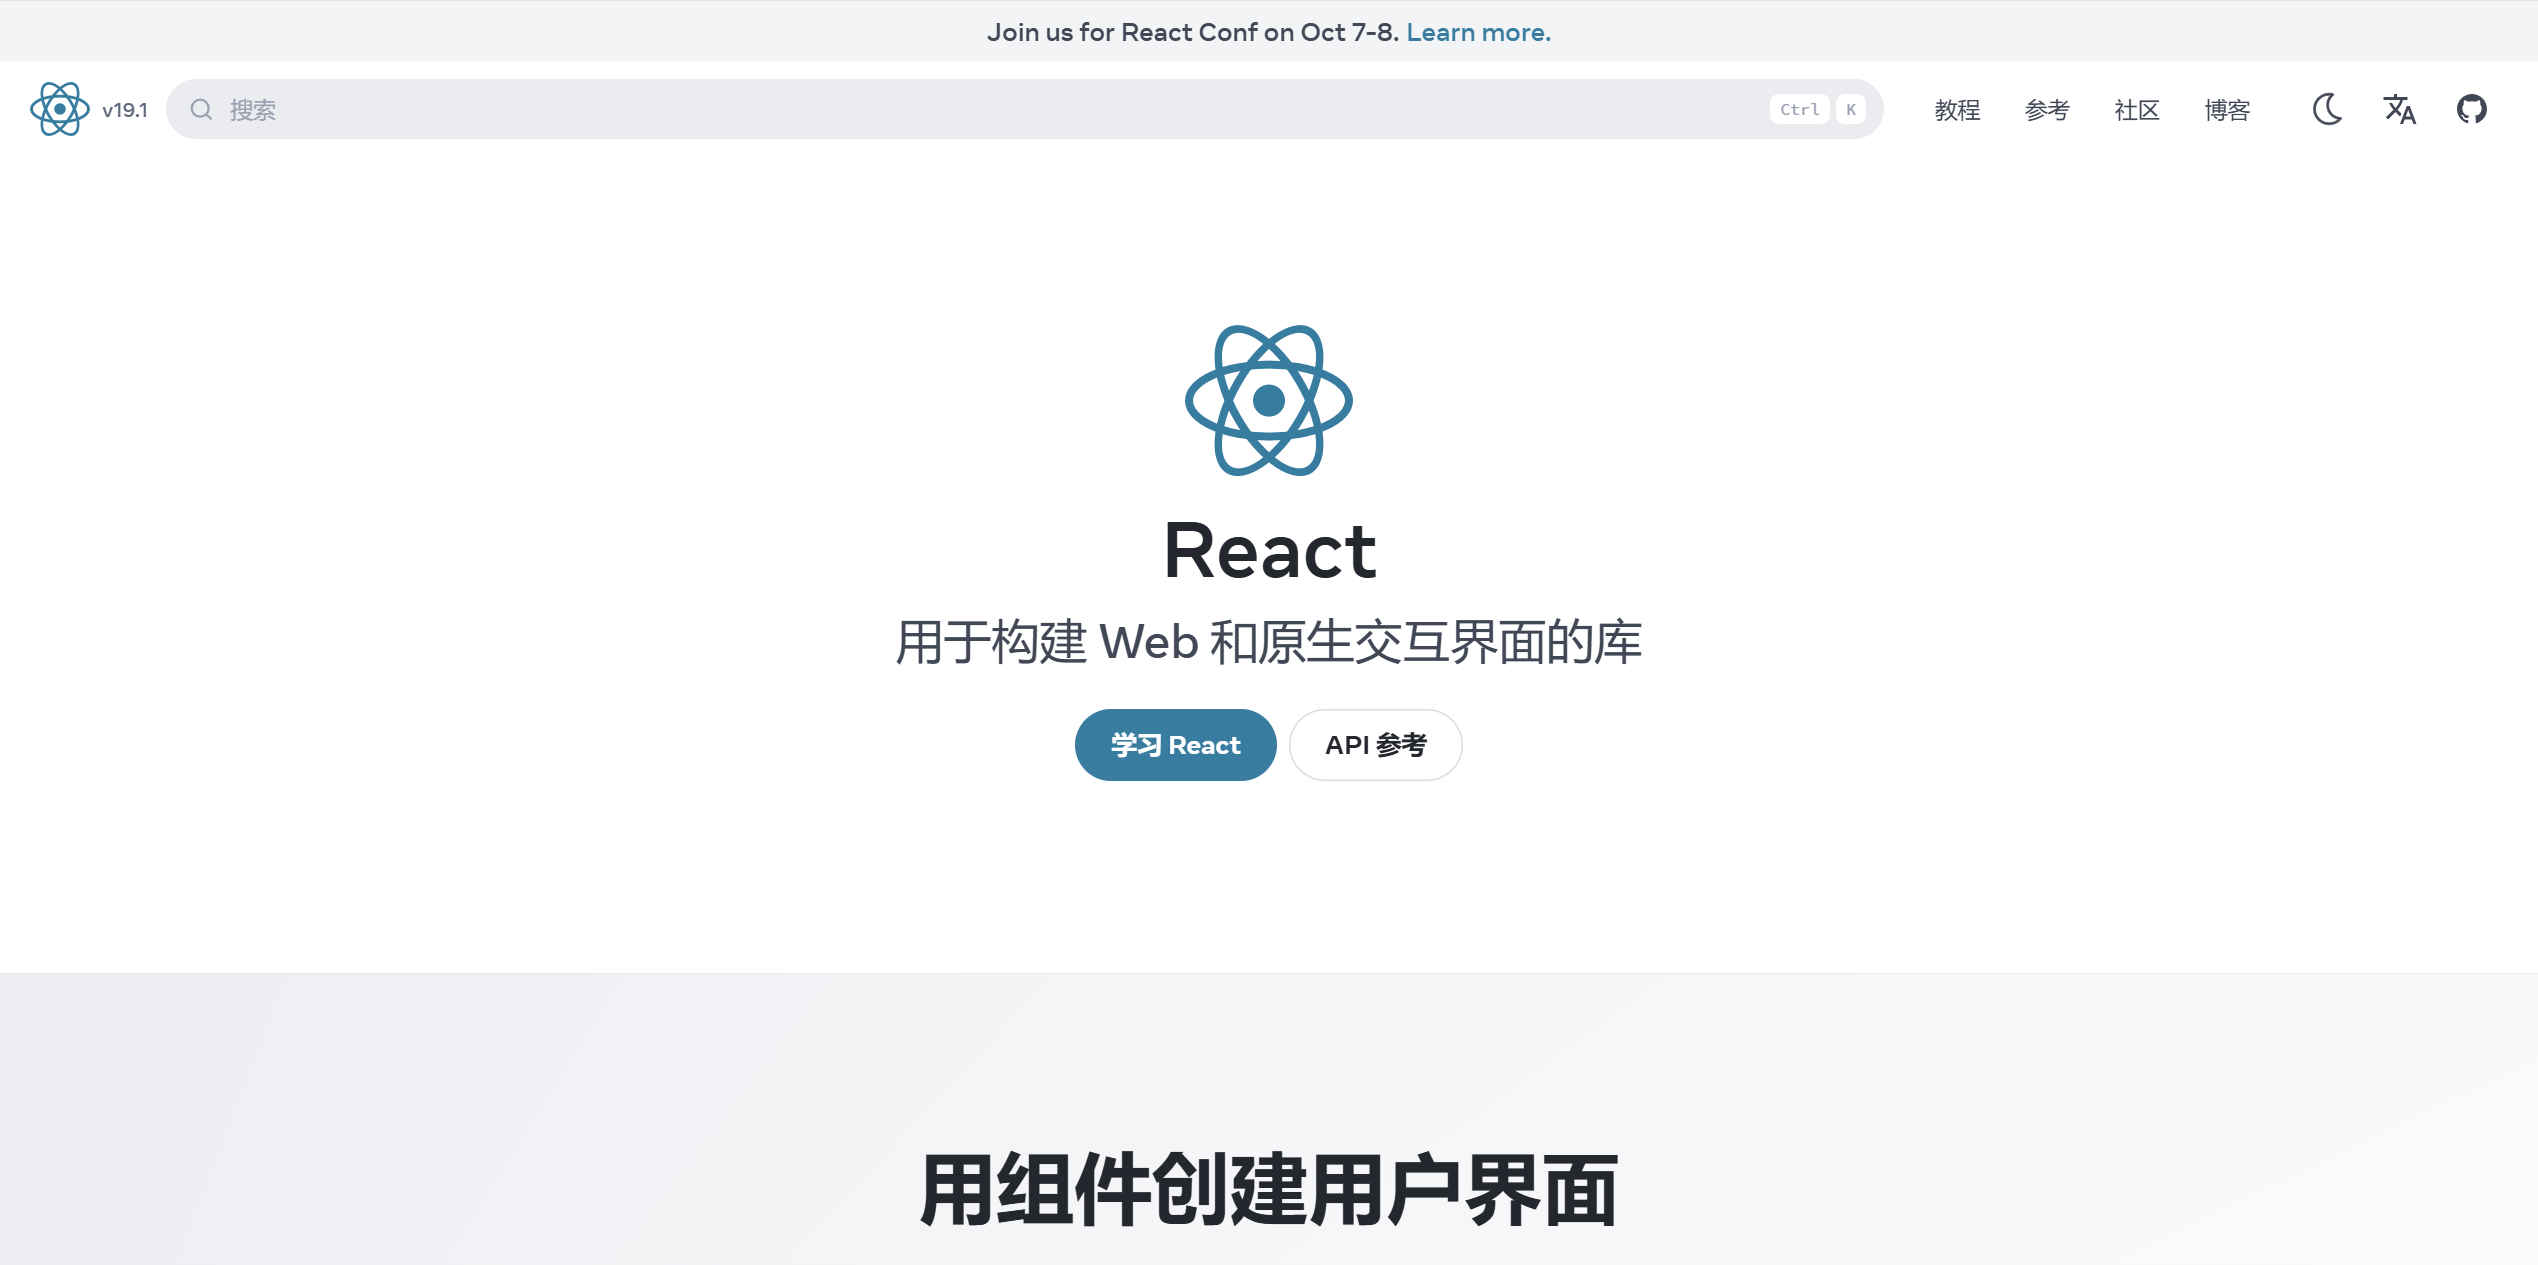 Join us for React Conf on Oct 7-8. Learn more.
v19.1 搜索 Ctrl K 教程 参考 社区 博客
React
用于构建 Web 和原生交互界面的库
学习 React API 参考
用组件创建用户界面